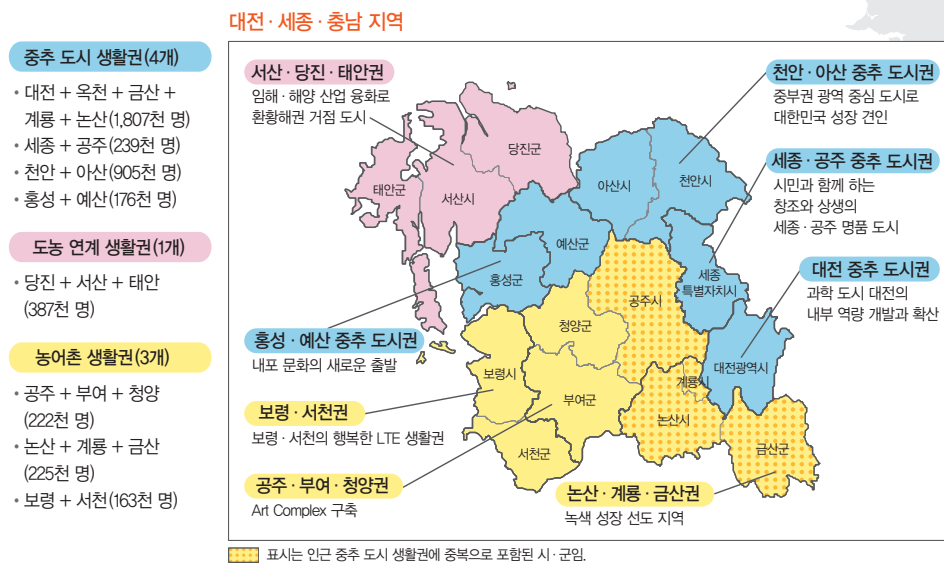 대전·세종·충남 지역
중추 도시 생활권(4개)
• 대전 + 옥천 + 금산 +
계룡 + 논산(1,807천 명)
• 세종 + 공주(239천 명)
• 천안 + 아산(905천 명)
• 홍성 + 예산(176천 명)
도농 연계 생활권(1개)
• 당진 + 서산 + 태안
(387천 명)
농어촌 생활권(3개)
• 공주 + 부여 + 청양
(222천 명)
• 논산 + 계룡 + 금산
(225천 명)
• 보령 + 서천(163천 명)
서산·당진·태안권
임해·해양 산업 융화로
환황해권 거점 도시
천안·아산 중추 도시권
중부권 광역 중심 도시로
대한민국 성장 견인
세종·공주 중추 도시권
시민과 함께 하는
창조와 상생의
세종·공주 명품 도시
대전 중추 도시권
과학 도시 대전의
내부 역량 개발과 확산
홍성·예산 중추 도시권
내포 문화의 새로운 출발
보령·서천권
보령·서천의 행복한 LTE 생활권
공주·부여·청양권
Art Complex 구축
논산·계룡·금산권
녹색 성장 선도 지역
당진군
태안군
서산시
아산시
천안시
예산군
홍성군
세종
특별자치시
공주시
청양군
대전광역시
보령시
계룡시
부여군
논산시
서천군
금산군
표시는 인근 중추 도시 생활권에 중복으로 포함된 시·군임.